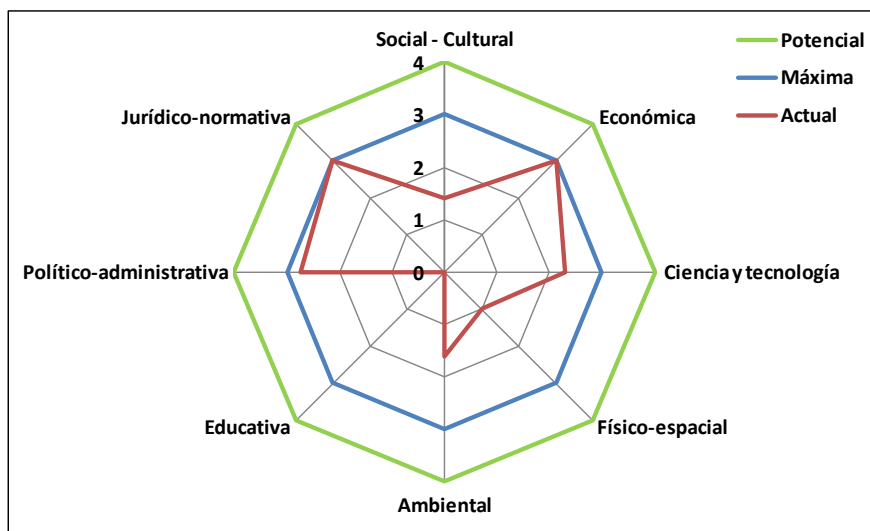 Social - Cultural
Potencial
Máxima
Actual
4
3
2
1
0
Jurídico-normativa
Económica
Político-administrativa
Ciencia y tecnología
Educativa
Físico-espacial
Ambiental